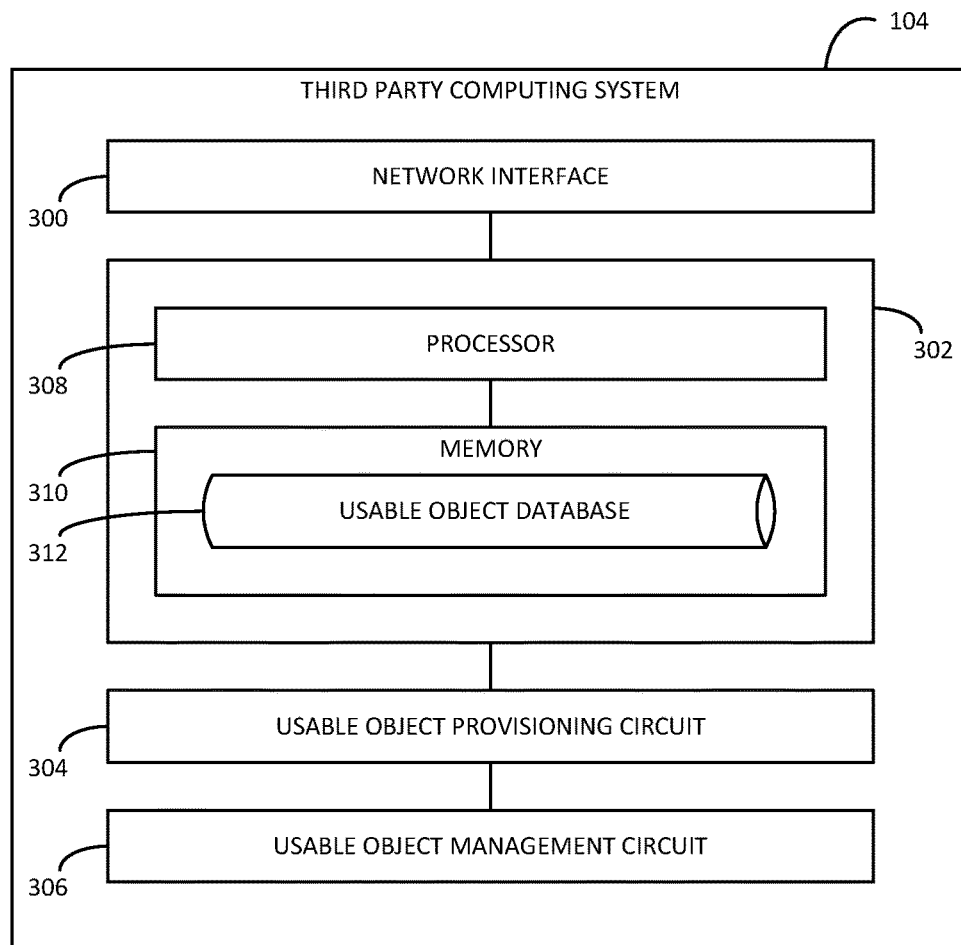 104
THIRD PARTY COMPUTING SYSTEM
NETWORK INTERFACE
300
PROCESSOR
302
308
MEMORY
310
USABLE OBJECT DATABASE
312
USABLE OBJECT PROVISIONING CIRCUIT
304
USABLE OBJECT MANAGEMENT CIRCUIT
306